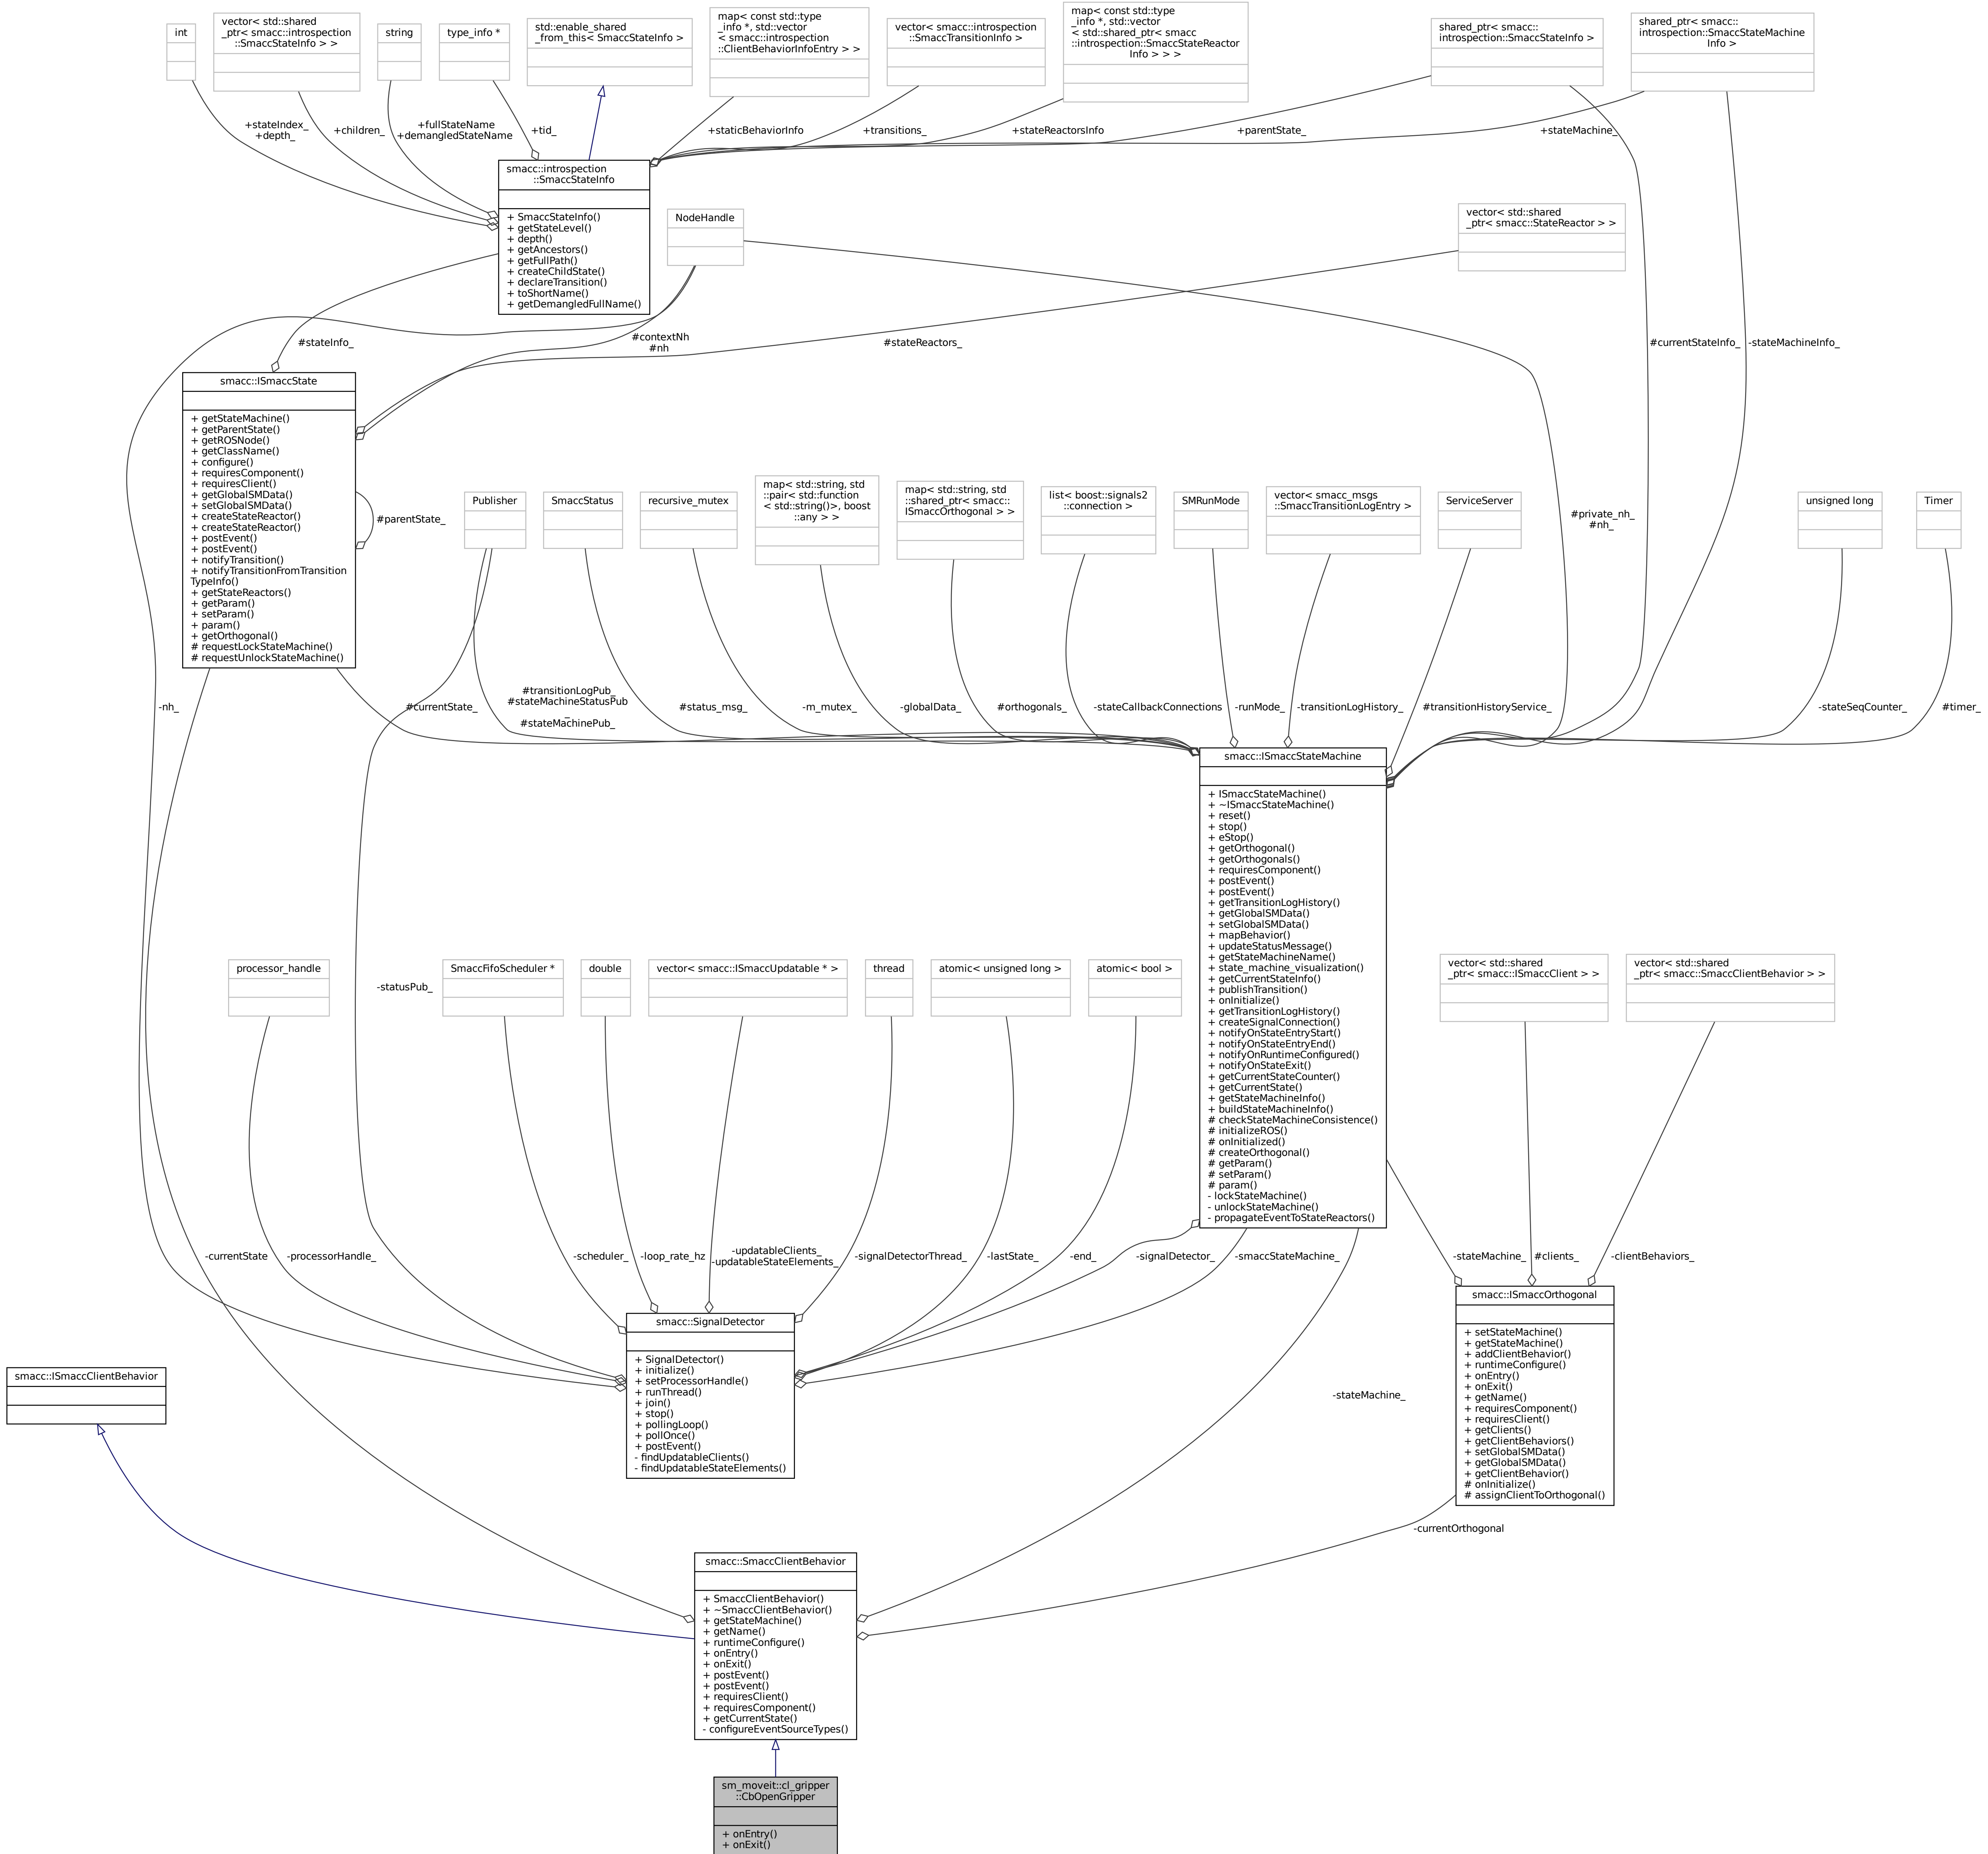 int
vector< std::shared
_ptr< smacc::introspection
::SmaccStateInfo > >
string
type_info *
std::enable_shared
_from_this< SmaccStateInfo >
map< const std::type
_info *, std::vector
< smacc::introspection
::ClientBehaviorInfoEntry > >
vector< smacc::introspection
::SmaccTransitionInfo >
map< const std::type
_info *, std::vector
< std::shared_ptr< smacc
::introspection::SmaccStateReactor
Info > > >
shared_ptr< smacc::
introspection::SmaccStateInfo >
shared_ptr< smacc::
introspection::SmaccStateMachine
Info >
+stateIndex_
+depth_
+children_
+fullStateName
+demangledStateName
+tid_
+staticBehaviorInfo
+transitions_
+stateReactorsInfo
+parentState_
+stateMachine_
smacc::introspection
::SmaccStateInfo
+ SmaccStateInfo()
+ getStateLevel()
+ depth()
+ getAncestors()
+ getFullPath()
+ createChildState()
+ declareTransition()
+ toShortName()
+ getDemangledFullName()
NodeHandle
vector< std::shared
_ptr< smacc::StateReactor > >
#stateInfo_
#contextNh
#nh
#stateReactors_
#currentStateInfo_
-stateMachineInfo_
smacc::ISmaccState
+ getStateMachine()
+ getParentState()
+ getROSNode()
+ getClassName()
+ configure()
+ requiresComponent()
+ requiresClient()
+ getGlobalSMData()
+ setGlobalSMData()
+ createStateReactor()
+ createStateReactor()
+ postEvent()
+ postEvent()
+ notifyTransition()
+ notifyTransitionFromTransition
TypeInfo()
+ getStateReactors()
+ getParam()
+ setParam()
+ param()
+ getOrthogonal()
# requestLockStateMachine()
# requestUnlockStateMachine()
#parentState_
Publisher
SmaccStatus
recursive_mutex
map< std::string, std
::pair< std::function
< std::string()>, boost
::any > >
map< std::string, std
::shared_ptr< smacc::
ISmaccOrthogonal > >
list< boost::signals2
::connection >
SMRunMode
vector< smacc_msgs
::SmaccTransitionLogEntry >
ServiceServer
#private_nh_
#nh_
unsigned long
Timer
-nh_
#currentState_
#transitionLogPub_
#stateMachineStatusPub
_
#stateMachinePub_
#status_msg_
-m_mutex_
-globalData_
#orthogonals_
-stateCallbackConnections
-runMode_
-transitionLogHistory_
#transitionHistoryService_
-stateSeqCounter_
#timer_
smacc::ISmaccStateMachine
+ ISmaccStateMachine()
+ ~ISmaccStateMachine()
+ reset()
+ stop()
+ eStop()
+ getOrthogonal()
+ getOrthogonals()
+ requiresComponent()
+ postEvent()
+ postEvent()
+ getTransitionLogHistory()
+ getGlobalSMData()
+ setGlobalSMData()
+ mapBehavior()
+ updateStatusMessage()
+ getStateMachineName()
+ state_machine_visualization()
+ getCurrentStateInfo()
+ publishTransition()
+ onInitialize()
+ getTransitionLogHistory()
+ createSignalConnection()
+ notifyOnStateEntryStart()
+ notifyOnStateEntryEnd()
+ notifyOnRuntimeConfigured()
+ notifyOnStateExit()
+ getCurrentStateCounter()
+ getCurrentState()
+ getStateMachineInfo()
+ buildStateMachineInfo()
# checkStateMachineConsistence()
# initializeROS()
# onInitialized()
# createOrthogonal()
# getParam()
# setParam()
# param()
- lockStateMachine()
- unlockStateMachine()
- propagateEventToStateReactors()
processor_handle
-statusPub_
SmaccFifoScheduler *
double
vector< smacc::ISmaccUpdatable * >
thread
atomic< unsigned long >
atomic< bool >
vector< std::shared
_ptr< smacc::ISmaccClient > >
vector< std::shared
_ptr< smacc::SmaccClientBehavior > >
-currentState
-processorHandle_
-scheduler_
-loop_rate_hz
-updatableClients_
-updatableStateElements_
-signalDetectorThread_
-lastState_
-end_
-signalDetector_
-smaccStateMachine_
-stateMachine_
#clients_
-clientBehaviors_
smacc::SignalDetector
+ SignalDetector()
+ initialize()
+ setProcessorHandle()
+ runThread()
+ join()
+ stop()
+ pollingLoop()
+ pollOnce()
+ postEvent()
- findUpdatableClients()
- findUpdatableStateElements()
smacc::ISmaccOrthogonal
+ setStateMachine()
+ getStateMachine()
+ addClientBehavior()
+ runtimeConfigure()
+ onEntry()
+ onExit()
+ getName()
+ requiresComponent()
+ requiresClient()
+ getClients()
+ getClientBehaviors()
+ setGlobalSMData()
+ getGlobalSMData()
+ getClientBehavior()
# onInitialize()
# assignClientToOrthogonal()
smacc::ISmaccClientBehavior
-stateMachine_
-currentOrthogonal
smacc::SmaccClientBehavior
+ SmaccClientBehavior()
+ ~SmaccClientBehavior()
+ getStateMachine()
+ getName()
+ runtimeConfigure()
+ onEntry()
+ onExit()
+ postEvent()
+ postEvent()
+ requiresClient()
+ requiresComponent()
+ getCurrentState()
- configureEventSourceTypes()
sm_moveit::cl_gripper
::CbOpenGripper
+ onEntry()
+ onExit()